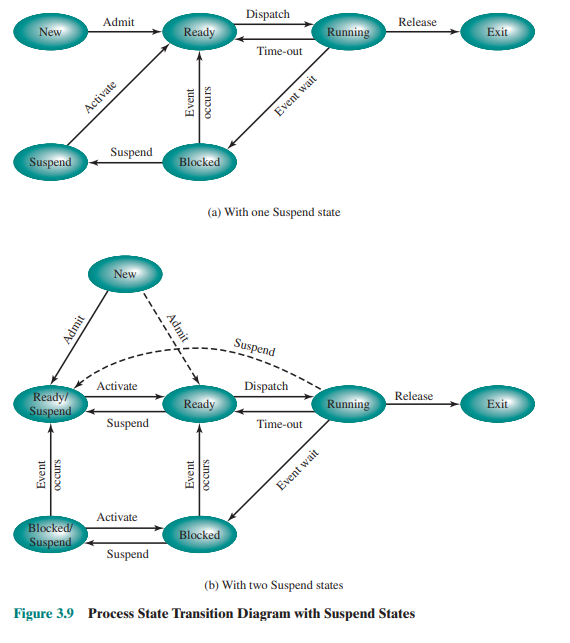 Admit
Dispatch
New
Ready
Running
Release
Exit
Time-out
Activate
Event
occurs
Event wait
Suspend
Suspend
Blocked
(a) With one Suspend state
New
Admit
Admit
Suspend
Ready/
Suspend
Activate
Suspend
Ready
Dispatch
Time-out
Running
Release
Exit
Event
occurs
Event
occurs
Event wait
Blocked/
Suspend
Activate
Suspend
Blocked
(b) With two Suspend states
Figure 3.9 Process State Transition Diagram with Suspend States